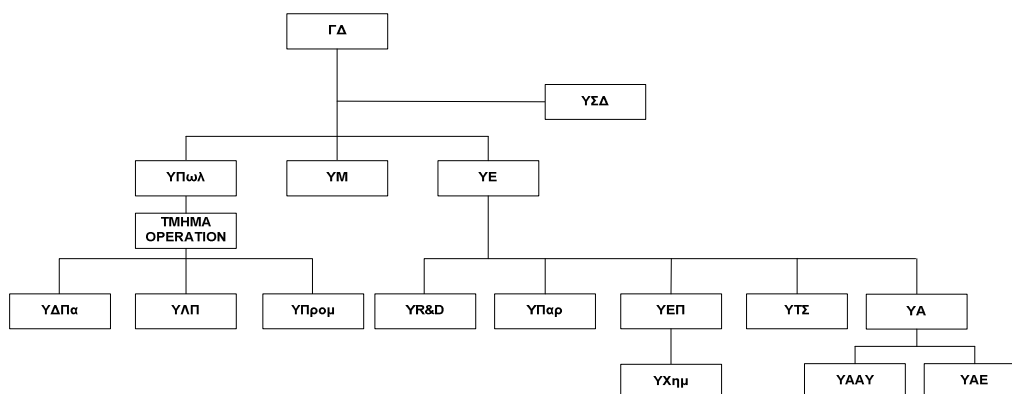 ΓΔ
ΥΣΔ
ΥΠωλ
ΥΜ
ΥΕ
ΤΜΗΜΑ
OPERATION
ΥΔΠα
ΥΛΠ
ΥΠρομ
ΥR&D
ΥΠαρ
ΥΕΠ
ΥΤΣ
ΥΑ
ΥΧημ
ΥΑΑΥ
ΥΑΕ